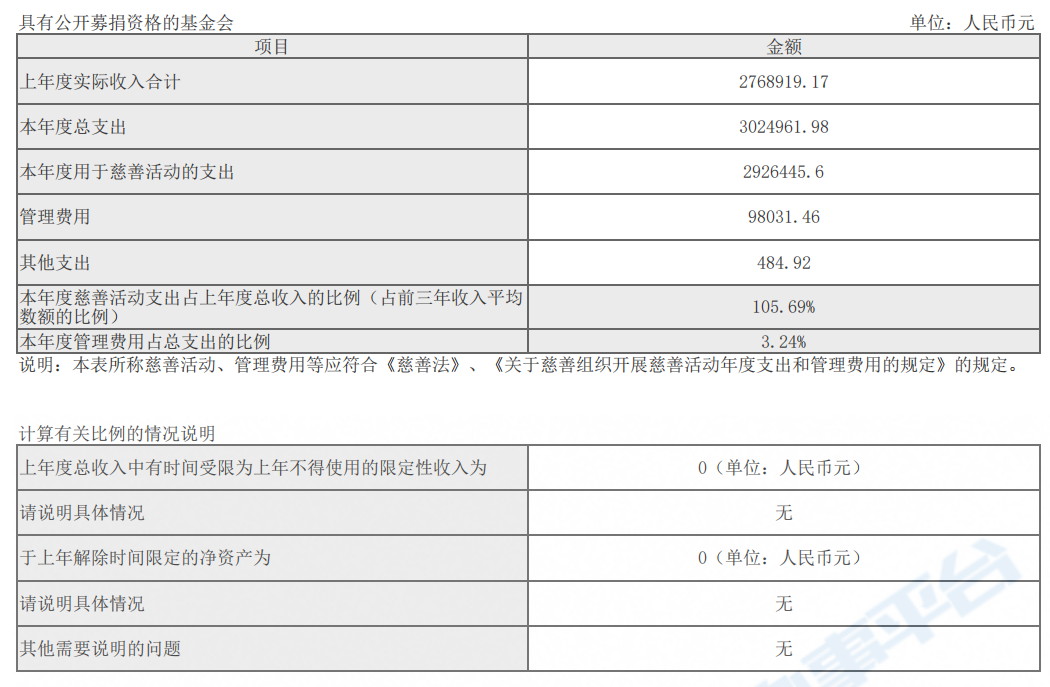 具有公开募捐资格的基金会 单位：人民币元
项目 金额
上年度实际收入合计 2768919.17
本年度总支出 3024961.98
本年度用于慈善活动的支出 2926445.6
管理费用 98031.46
其他支出 484.92
本年度慈善活动支出占上年度总收入的比例（占前三年收入平均
数额的比例） 105.69%
本年度管理费用占总支出的比例 3.24%
说明：本表所称慈善活动、管理费用等应符合《慈善法》、《关于慈善组织开展慈善活动年度支出和管理费用的规定》的规定。
计算有关比例的情况说明
上年度总收入中有时间受限为上年不得使用的限定性收入为 0（单位：人民币元）
请说明具体情况 无
于上年解除时间限定的净资产为 0（单位：人民币元）
请说明具体情况 无
其他需要说明的问题 无
事平台